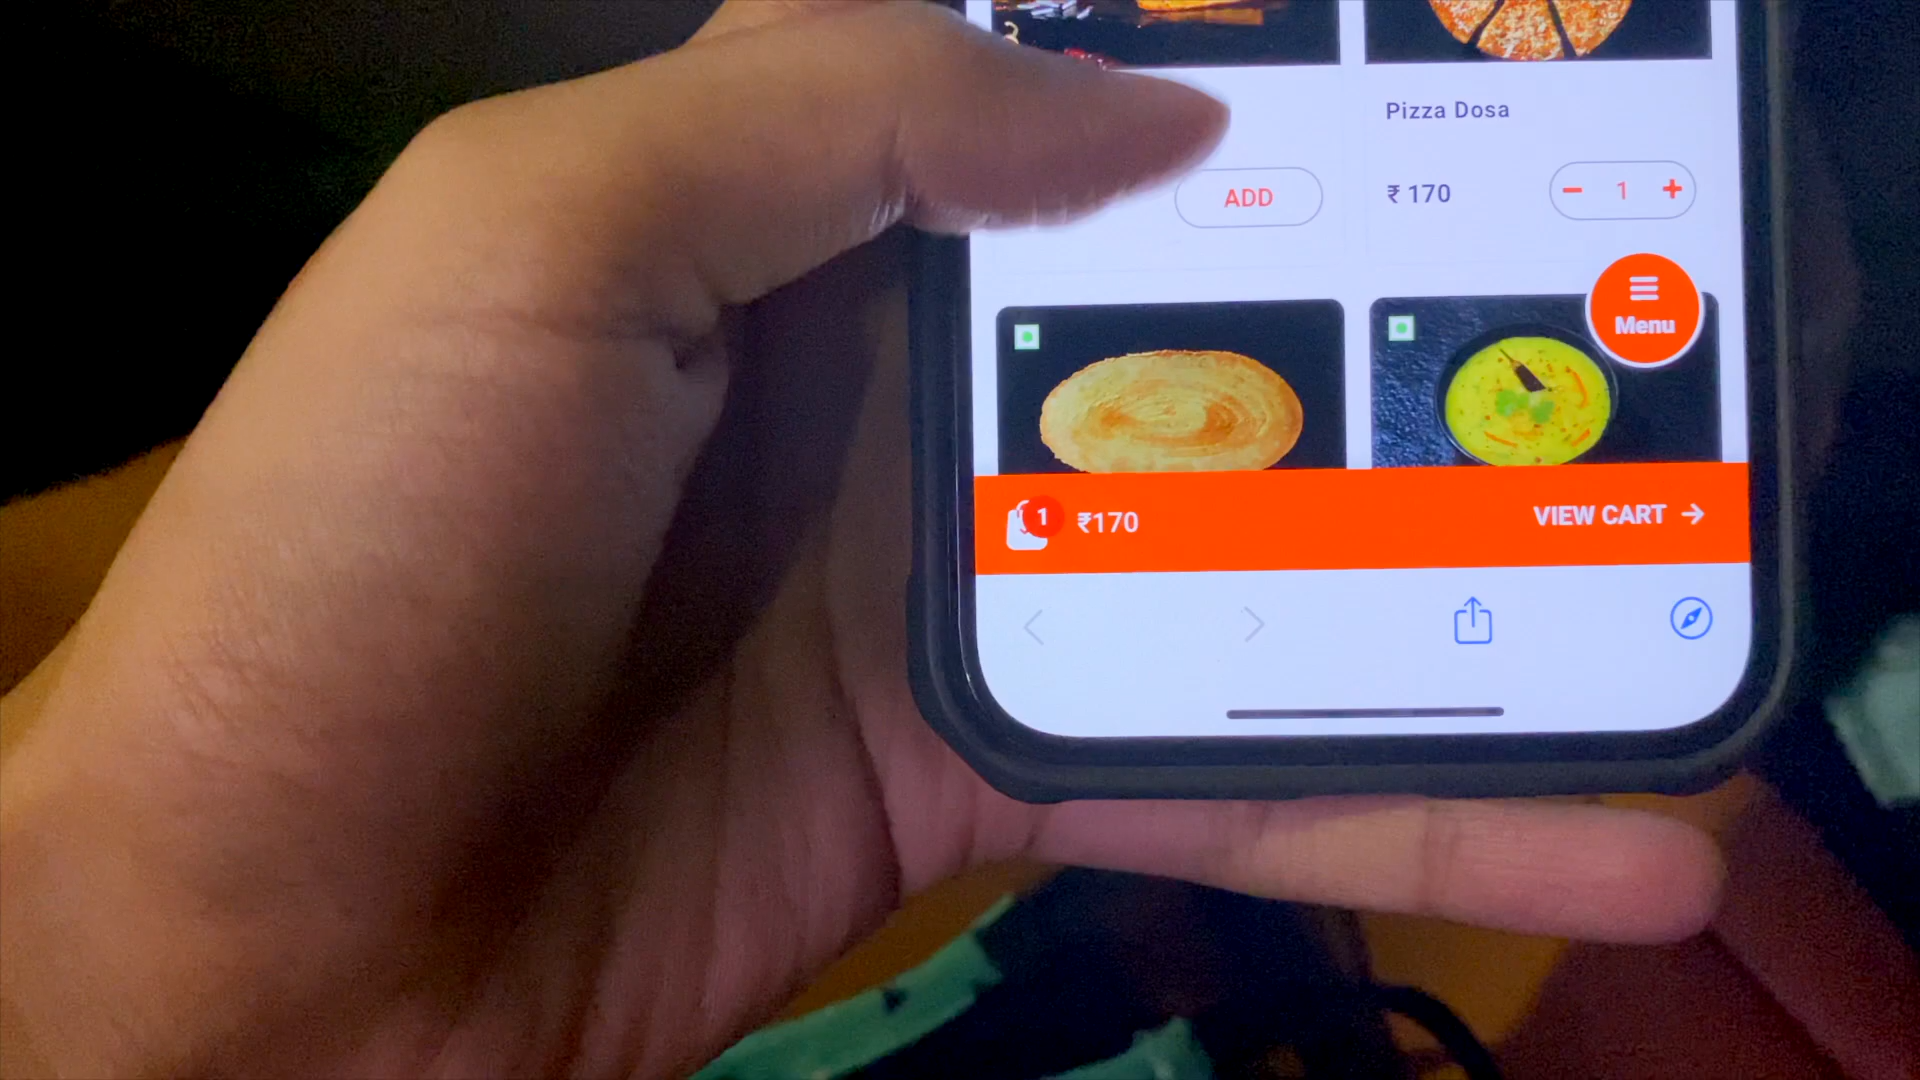 Pizza Dosa
ADD
₹ 170
− 1 +
Menu
1 ₹170
VIEW CART →